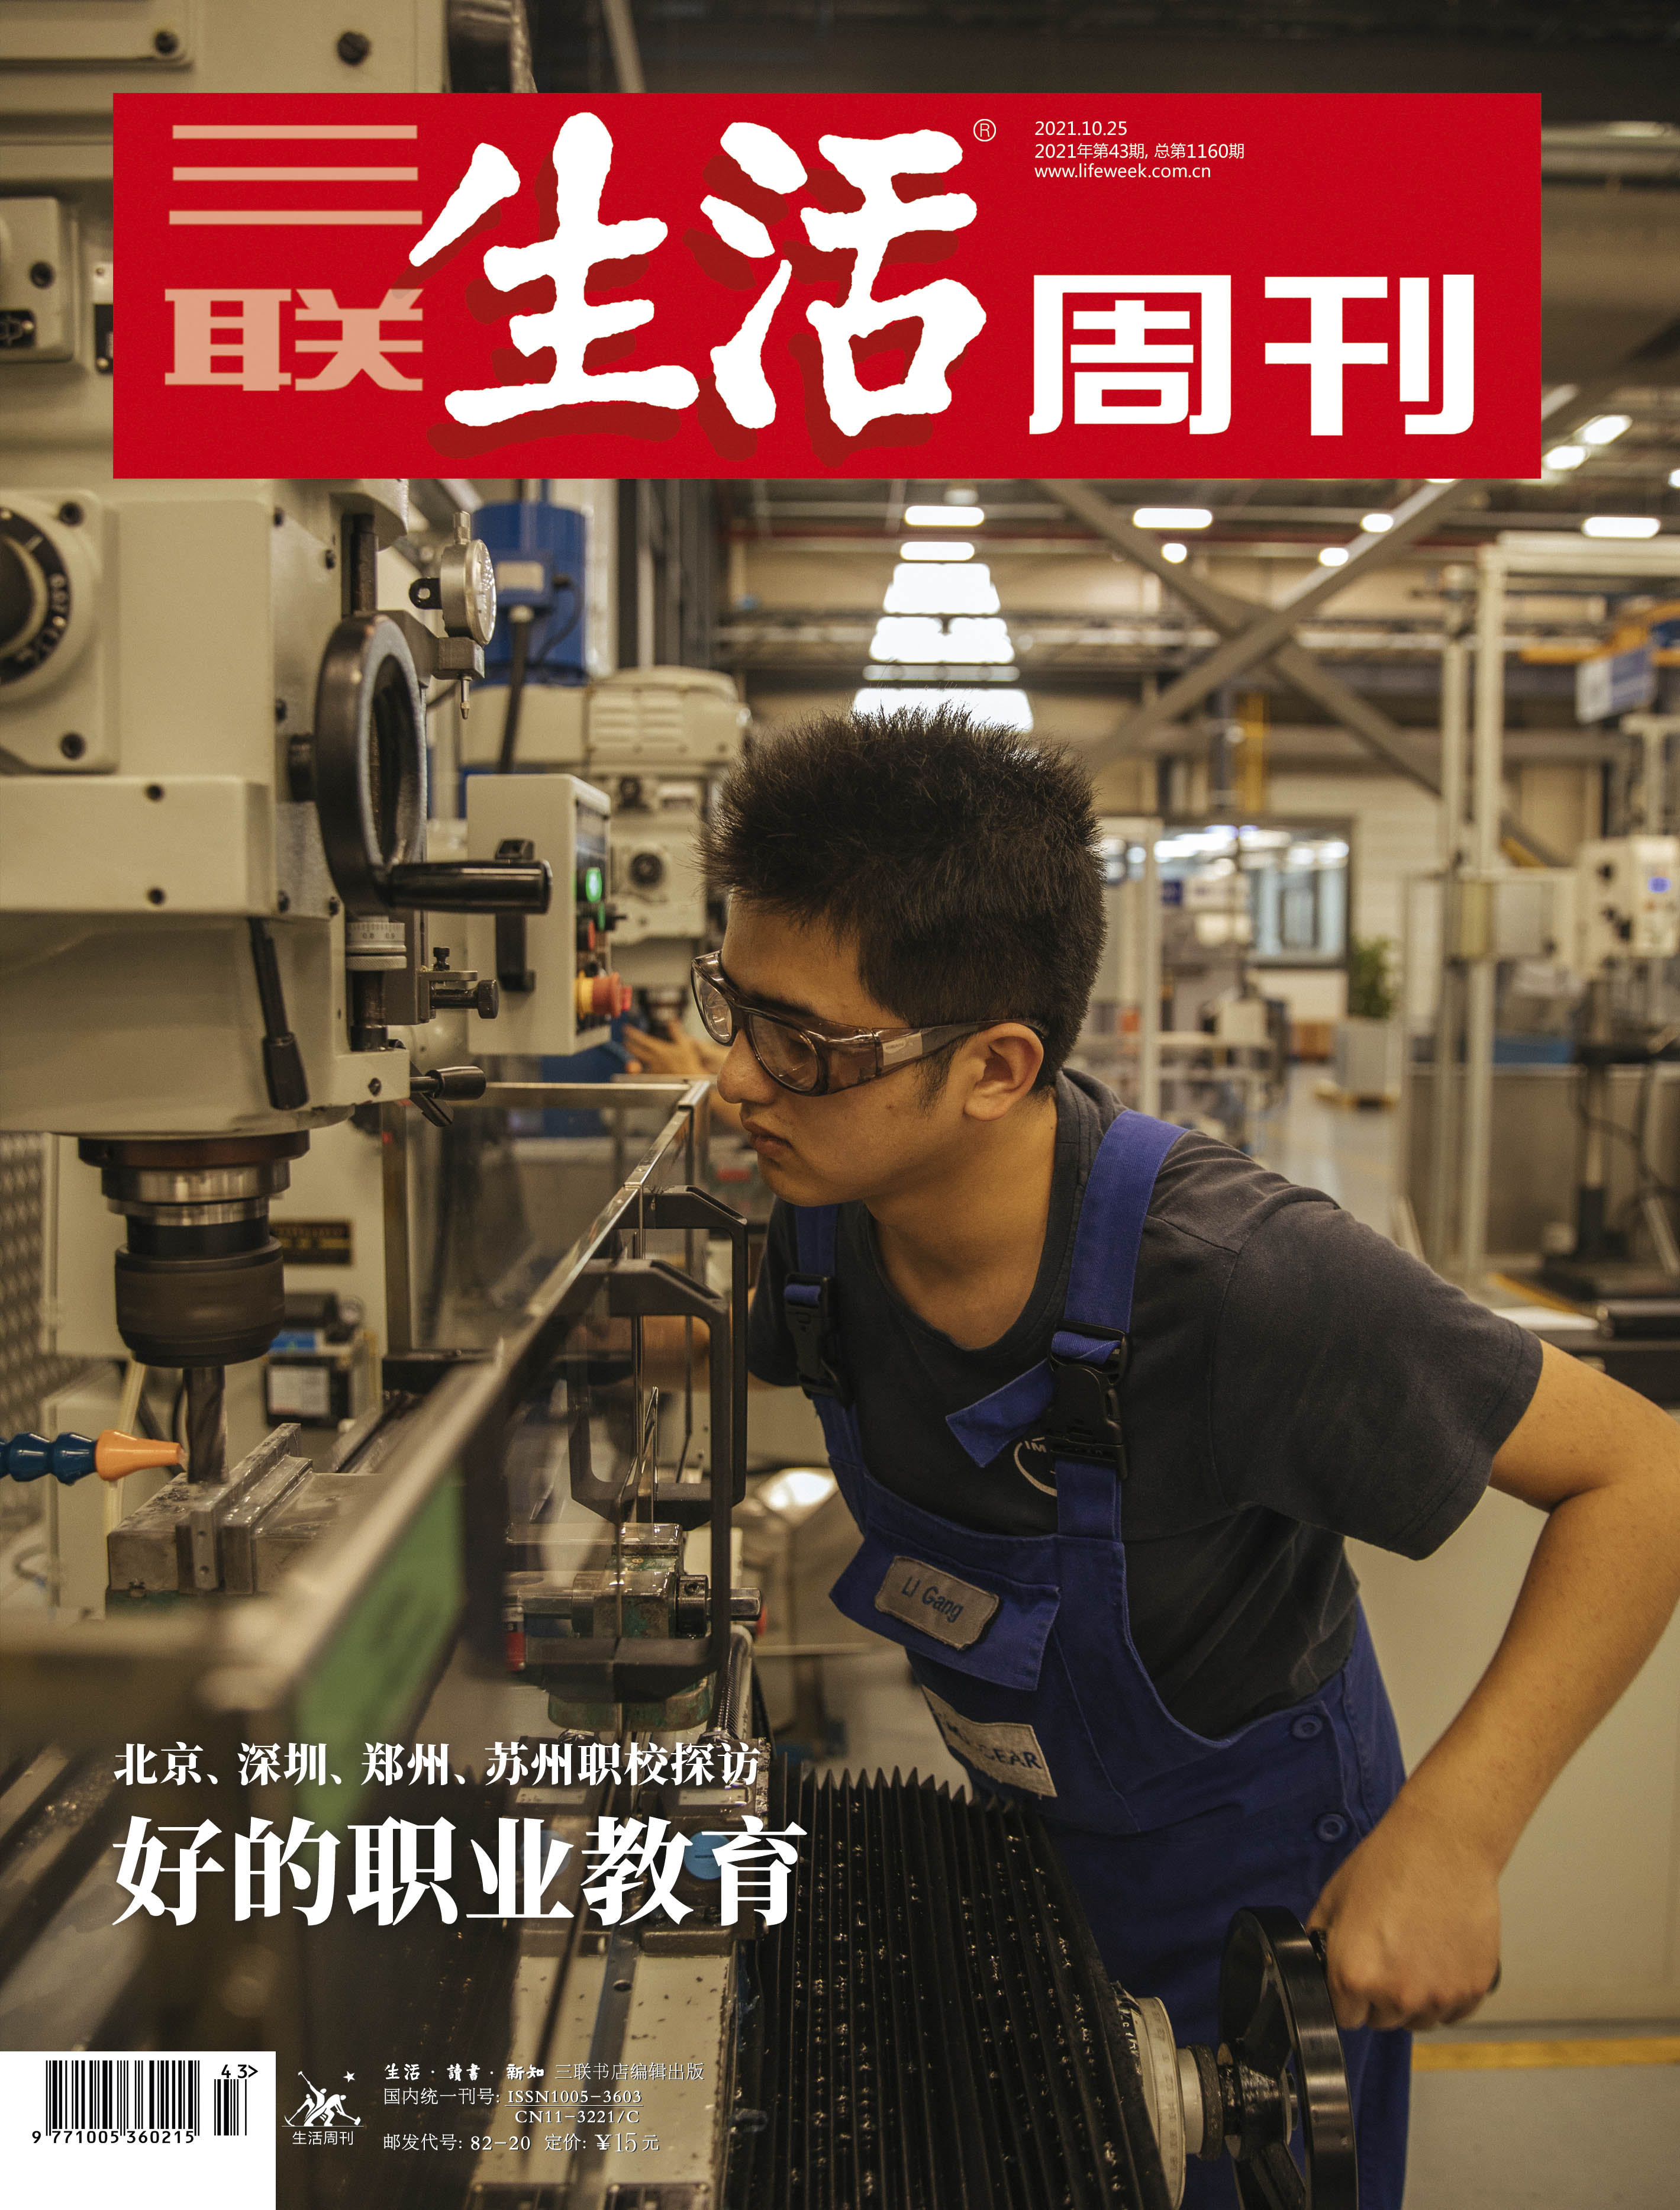 三联生活周刊
®
2021.10.25
2021年第43期, 总第1160期
www.lifeweek.com.cn
LI Gang
GEAR
北京、深圳、郑州、苏州职校探访
好的职业教育
43>
9 771005 360215
生活周刊
生活·讀書·新知 三联书店编辑出版
国内统一刊号: ISSN1005-3603
CN11-3221/C
邮发代号: 82-20 定价: ¥15元